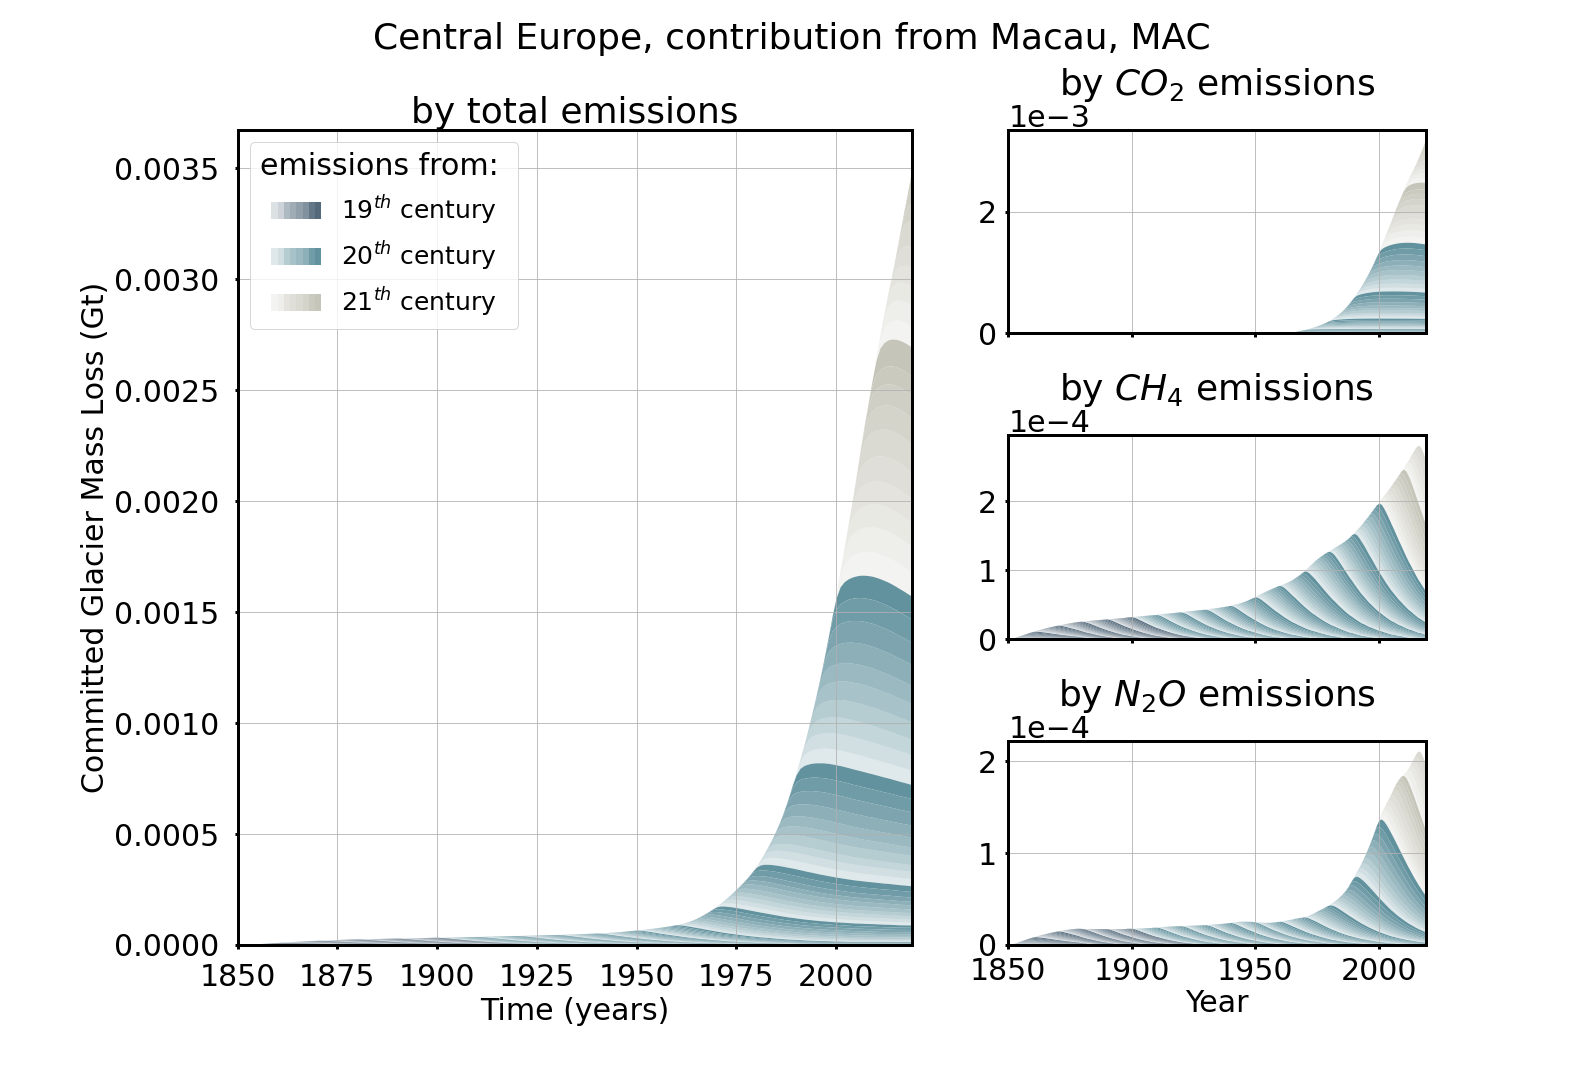 Central Europe, contribution from Macau, MAC
by total emissions
0.0035
0.0030
0.0025
0.0020
0.0015
0.0010
0.0005
0.0000
Committed Glacier Mass Loss (Gt)
emissions from:
19th century
20th century
21th century
1850 1875 1900 1925 1950 1975 2000
Time (years)
by CO2 emissions
1e−3
2
0
by CH4 emissions
1e−4
2
1
0
by N2O emissions
1e−4
2
1
0
1850 1900 1950 2000
Year